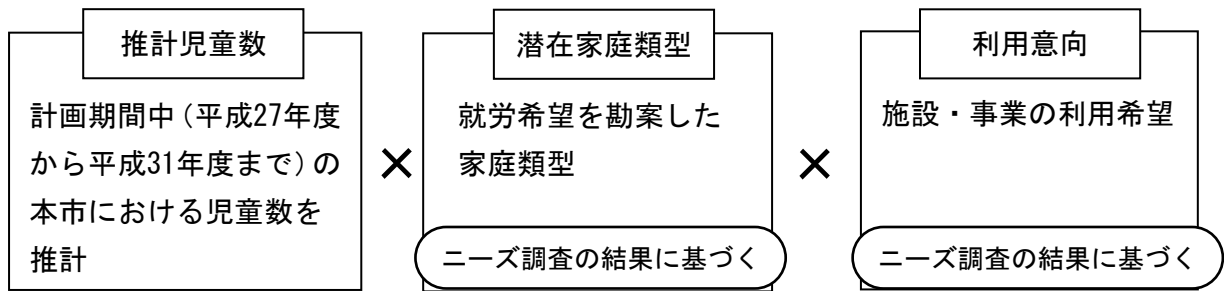 推計児童数
計画期間中(平成27年度
から平成31年度まで)の
本市における児童数を
推計
×
潜在家庭類型
就労希望を勘案した
家庭類型
ニーズ調査の結果に基づく
×
利用意向
施設・事業の利用希望
ニーズ調査の結果に基づく